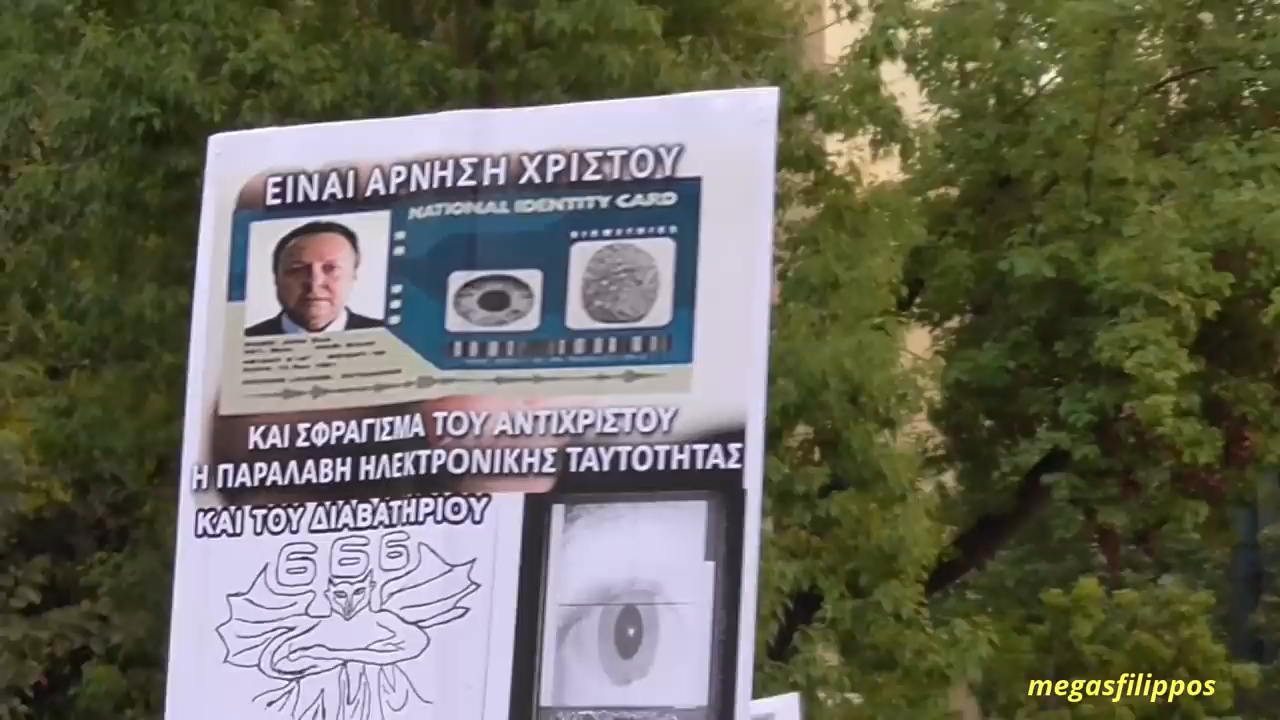 ΕΙΝΑΙ ΑΡΝΗΣΗ ΧΡΙΣΤΟΥ
NATIONAL IDENTITY CARD
ΚΑΙ ΣΦΡΑΓΙΣΜΑ ΤΟΥ ΑΝΤΙΧΡΙΣΤΟΥ
Η ΠΑΡΑΛΑΒΗ ΗΛΕΚΤΡΟΝΙΚΗΣ ΤΑΥΤΟΤΗΤΑΣ
ΚΑΙ ΤΟΥ ΔΙΑΒΑΤΗΡΙΟΥ
666
megasfilippos